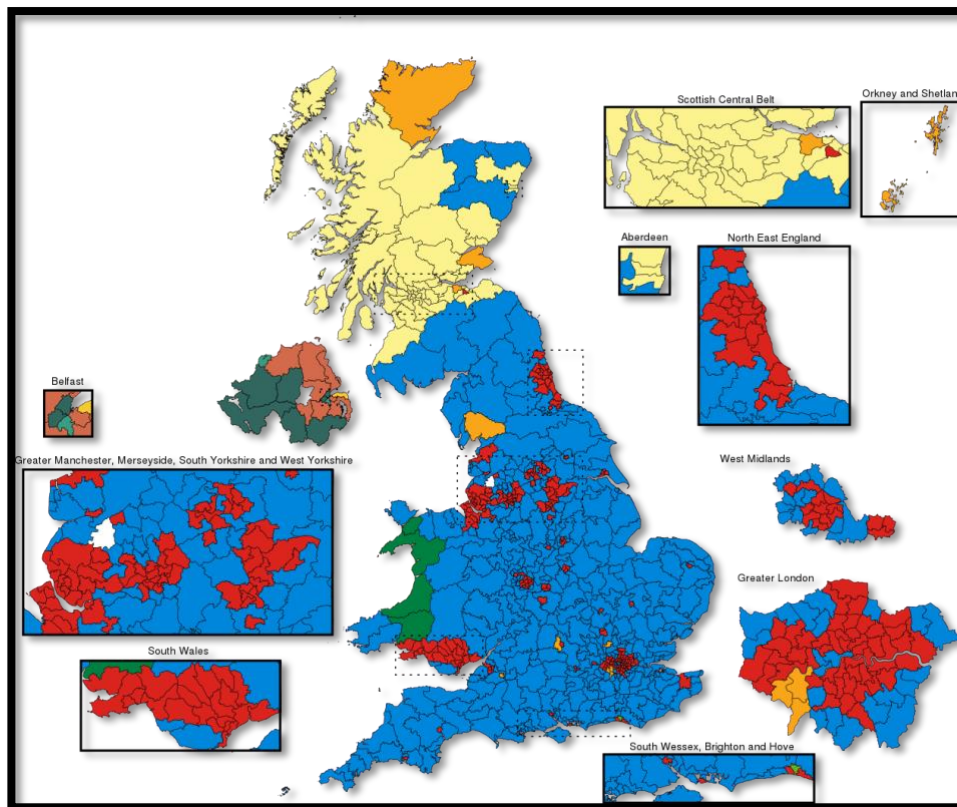 Scottish Central Belt
Orkney and Shetlan
Aberdeen
North East England
Belfast
Greater Manchester, Merseyside, South Yorkshire and West Yorkshire
West Midlands
Greater London
South Wales
South Wessex, Brighton and Hove